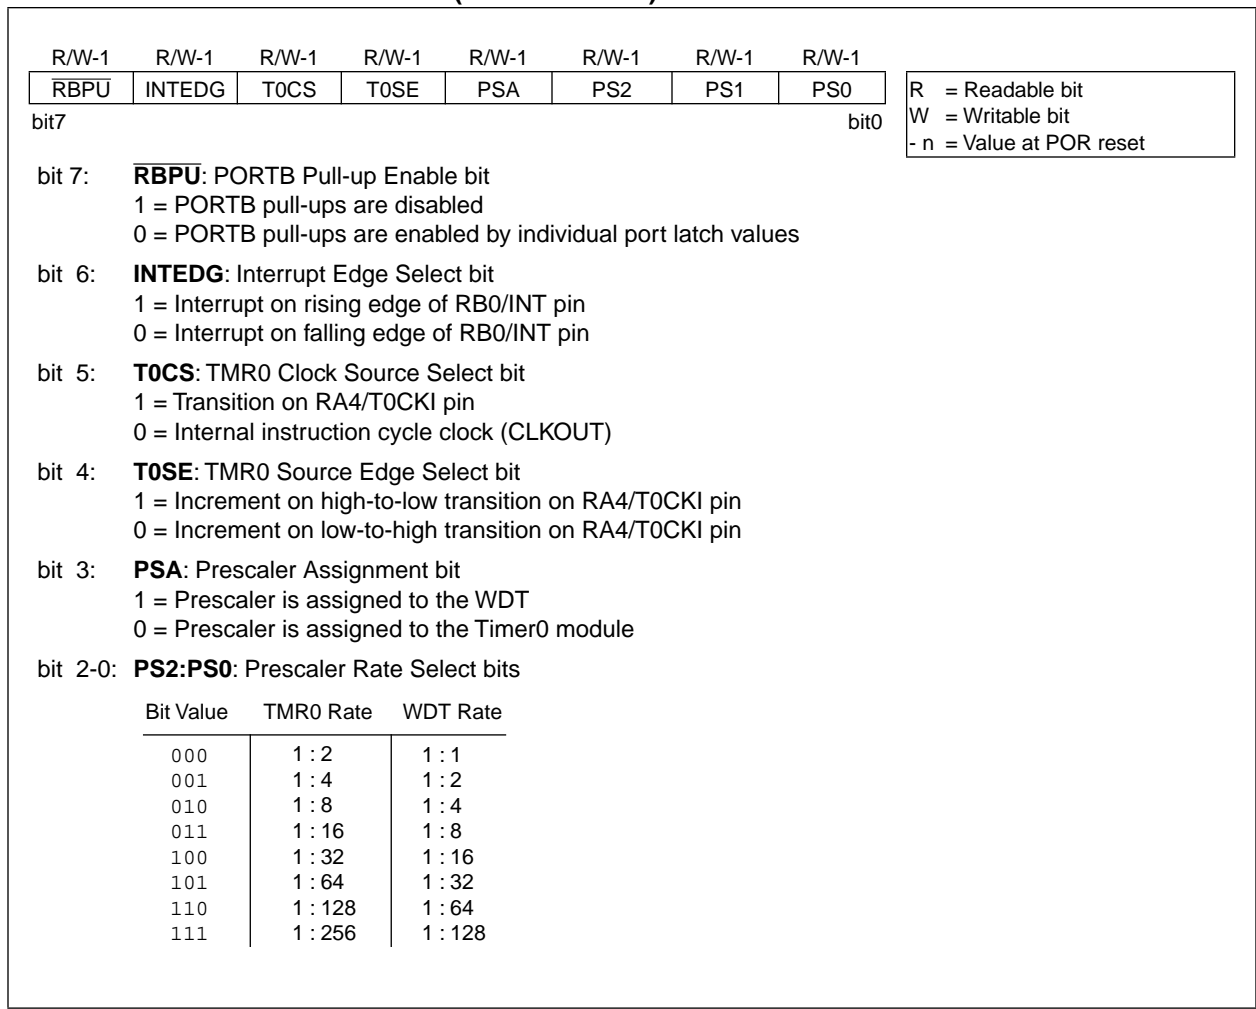 R/W-1 R/W-1 R/W-1 R/W-1 R/W-1 R/W-1 R/W-1 R/W-1
RBPU INTEDG T0CS T0SE PSA PS2 PS1 PS0
bit7 bit0
R = Readable bit
W = Writable bit
- n = Value at POR reset
bit 7: RBPU: PORTB Pull-up Enable bit
1 = PORTB pull-ups are disabled
0 = PORTB pull-ups are enabled by individual port latch values
bit 6: INTEDG: Interrupt Edge Select bit
1 = Interrupt on rising edge of RB0/INT pin
0 = Interrupt on falling edge of RB0/INT pin
bit 5: T0CS: TMR0 Clock Source Select bit
1 = Transition on RA4/T0CKI pin
0 = Internal instruction cycle clock (CLKOUT)
bit 4: T0SE: TMR0 Source Edge Select bit
1 = Increment on high-to-low transition on RA4/T0CKI pin
0 = Increment on low-to-high transition on RA4/T0CKI pin
bit 3: PSA: Prescaler Assignment bit
1 = Prescaler is assigned to the WDT
0 = Prescaler is assigned to the Timer0 module
bit 2-0: PS2:PS0: Prescaler Rate Select bits
Bit Value TMR0 Rate WDT Rate
000 1 : 2 1 : 1
001 1 : 4 1 : 2
010 1 : 8 1 : 4
011 1 : 16 1 : 8
100 1 : 32 1 : 16
101 1 : 64 1 : 32
110 1 : 128 1 : 64
111 1 : 256 1 : 128